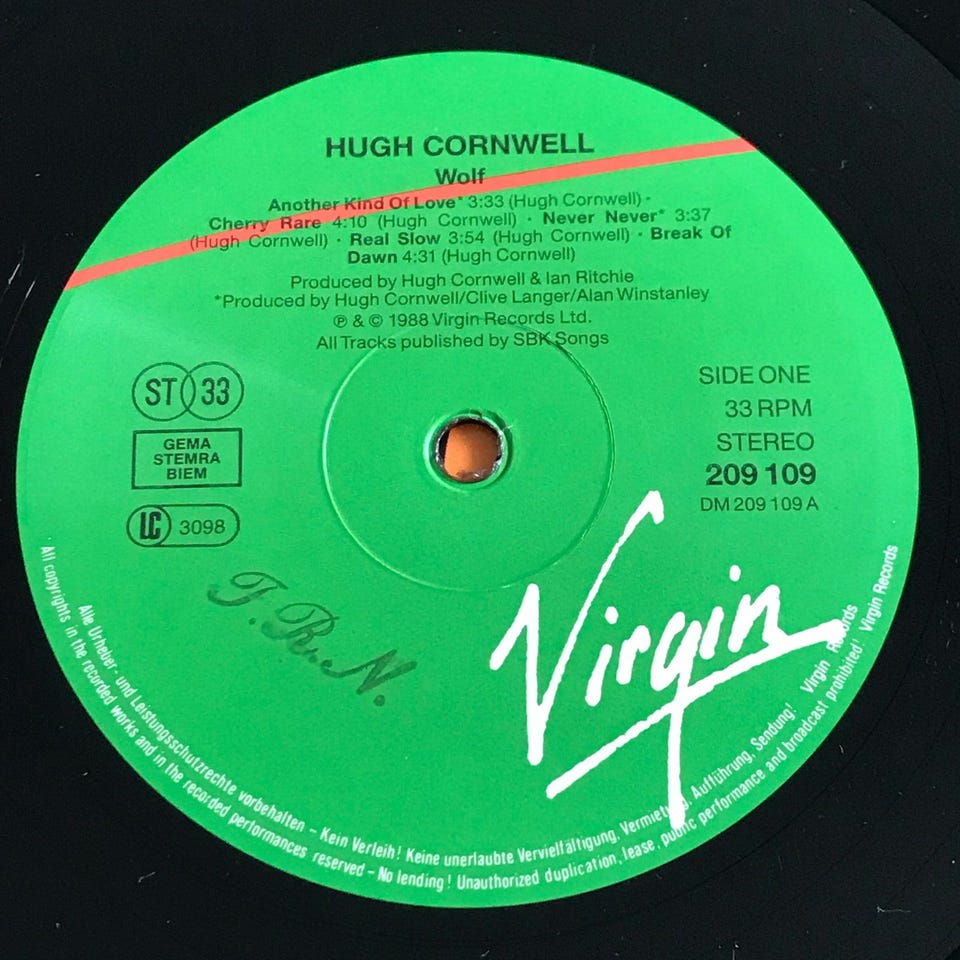 HUGH CORNWELL
Wolf
Another Kind Of Love* 3:33 (Hugh Cornwell) ·
Cherry Rare 4:10 (Hugh Cornwell) · Never Never* 3:37
(Hugh Cornwell) · Real Slow 3:54 (Hugh Cornwell) · Break Of
Dawn 4:31 (Hugh Cornwell)
Produced by Hugh Cornwell & Ian Ritchie
*Produced by Hugh Cornwell/Clive Langer/Alan Winstanley
℗ & © 1988 Virgin Records Ltd.
All Tracks published by SBK Songs
ST 33
GEMA
STEMRA
BIEM
LC 3098
SIDE ONE
33 RPM
STEREO
209 109
DM 209 109 A
T.R.N.
Virgin
Alle Urheber- und Leistungsschutzrechte vorbehalten – Kein Verleih! Keine unerlaubte Vervielfältigung, Vermietung, Aufführung, Sendung! Virgin Records
All copyrights in the recorded works and in the recorded performances reserved – No lending! Unauthorized duplication, lease, public performance and broadcast prohibited! Virgin Records